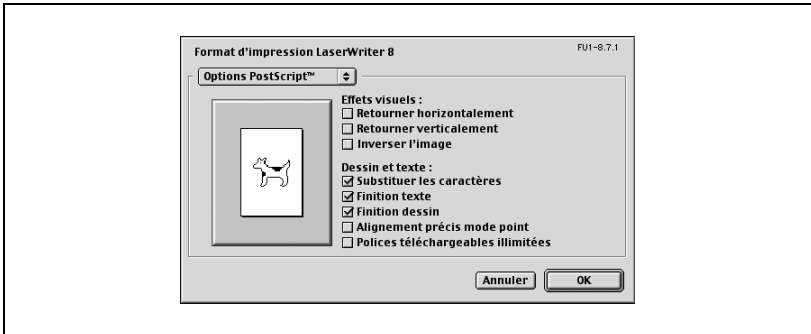 Format d'impression LaserWriter 8
FU1-8.7.1
Options PostScript™
Effets visuels :
Retourner horizontalement
Retourner verticalement
Inverser l'image
Dessin et texte :
Substituer les caractères
Finition texte
Finition dessin
Alignement précis mode point
Polices téléchargeables illimitées
Annuler
OK